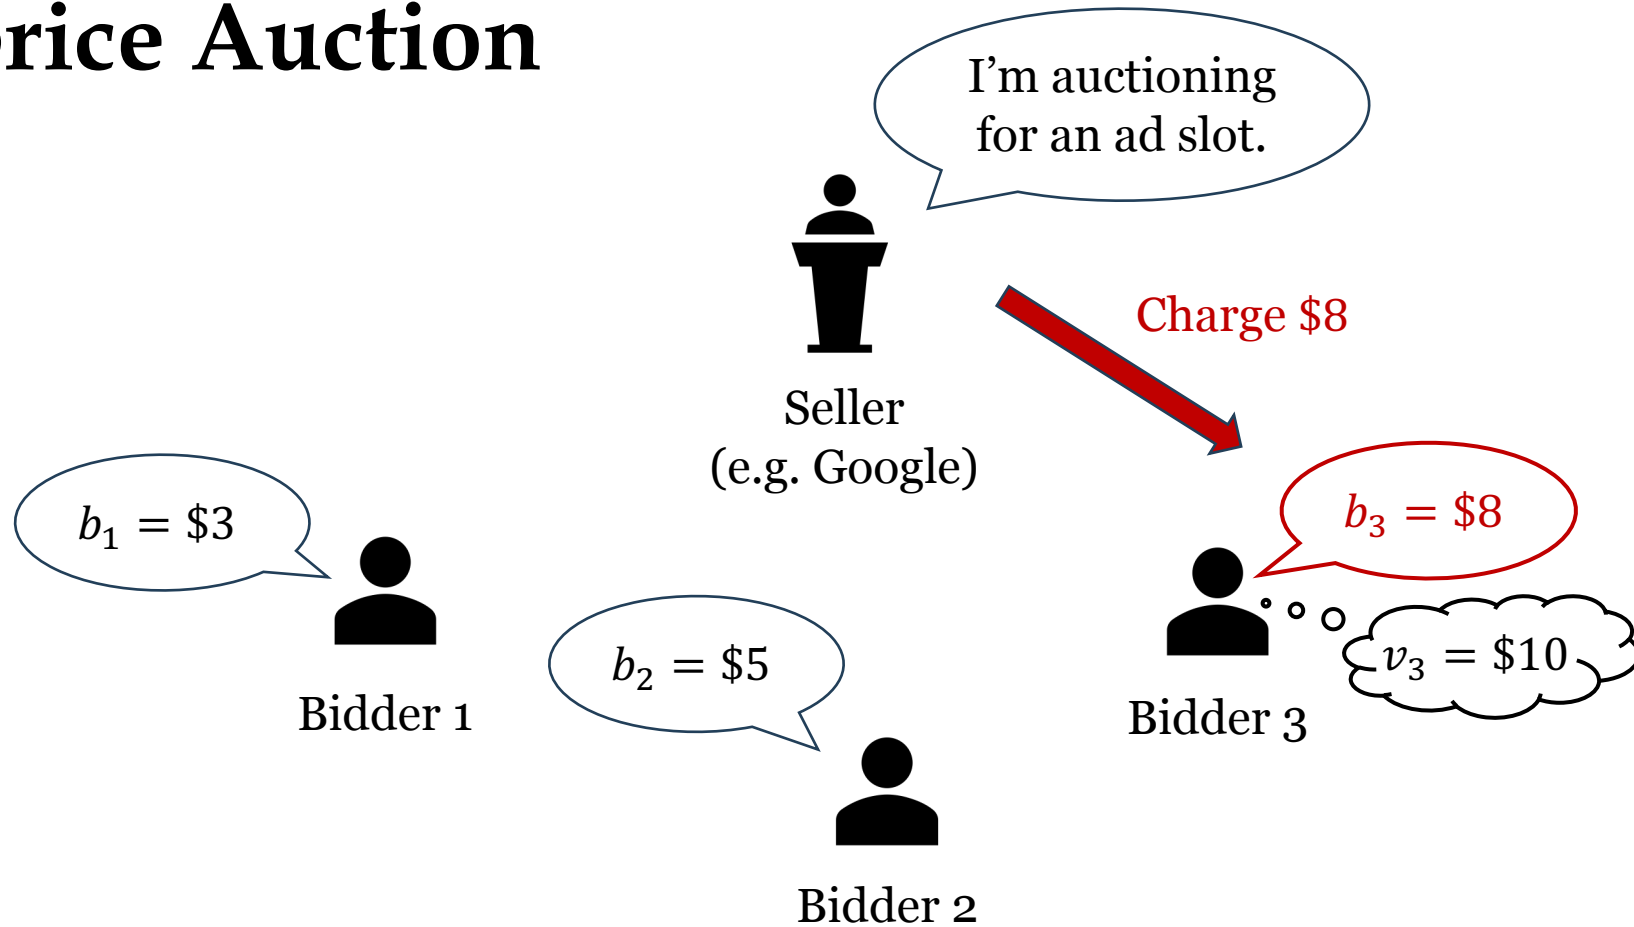 rice Auction
I'm auctioning
for an ad slot.
Charge $8
Seller
(e.g. Google)
b₁ = $3
b₃ = $8
b₂ = $5
v₃ = $10
Bidder 1
Bidder 3
Bidder 2